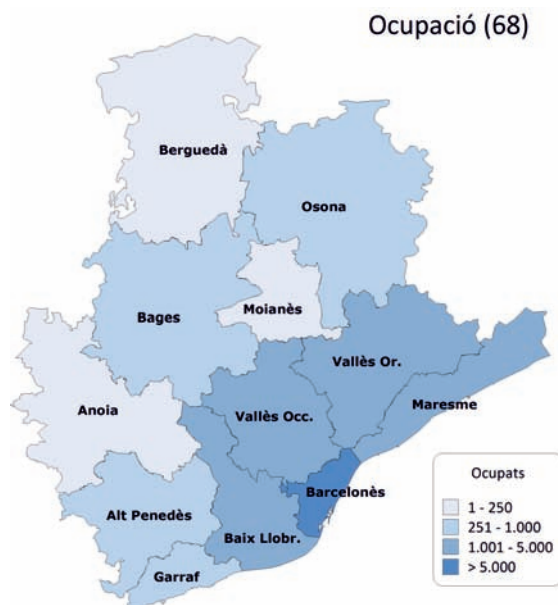 Ocupació (68)
Berguedà
Osona
Bages
Moianès
Vallès Or.
Anoia
Vallès Occ.
Maresme
Barcelonès
Alt Penedès
Baix Llobr.
Garraf
Ocupats
1 - 250
251 - 1.000
1.001 - 5.000
> 5.000